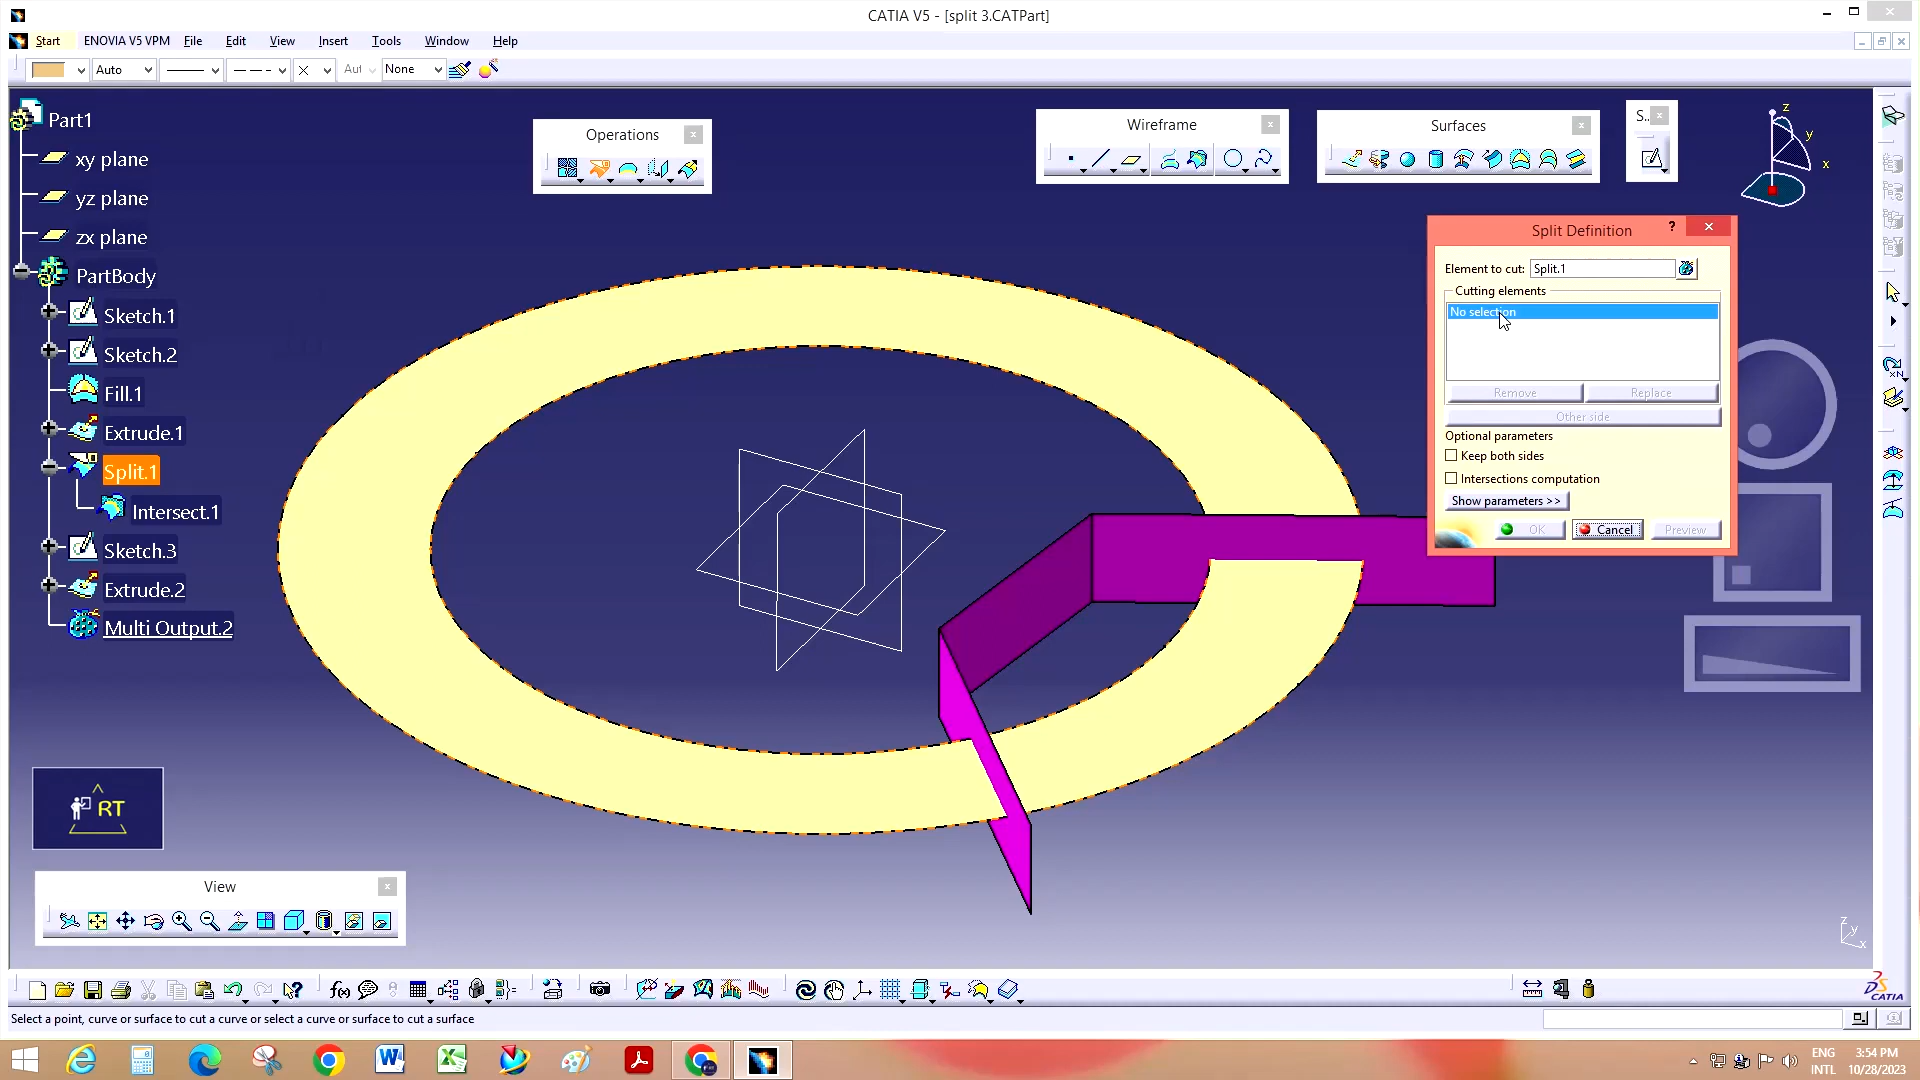 CATIA V5 - [split 3.CATPart]
Start ENOVIA V5 VPM File Edit View Insert Tools Window Help
Auto Aut None
Part1
xy plane
yz plane
zx plane
PartBody
Sketch.1
Sketch.2
Fill.1
Extrude.1
Split.1
Intersect.1
Sketch.3
Extrude.2
Multi Output.2
Operations
Wireframe
Surfaces
S..
z
y
x
Split Definition
?
Element to cut: Split.1
Cutting elements
No selection
Remove Replace
Other side
Optional parameters
Keep both sides
Intersections computation
Show parameters >>
OK Cancel Preview
RT
View
z
y
x
f(x)
DS
CATIA
Select a point, curve or surface to cut a curve or select a curve or surface to cut a surface
ENG 3:54 PM
INTL 10/28/2023